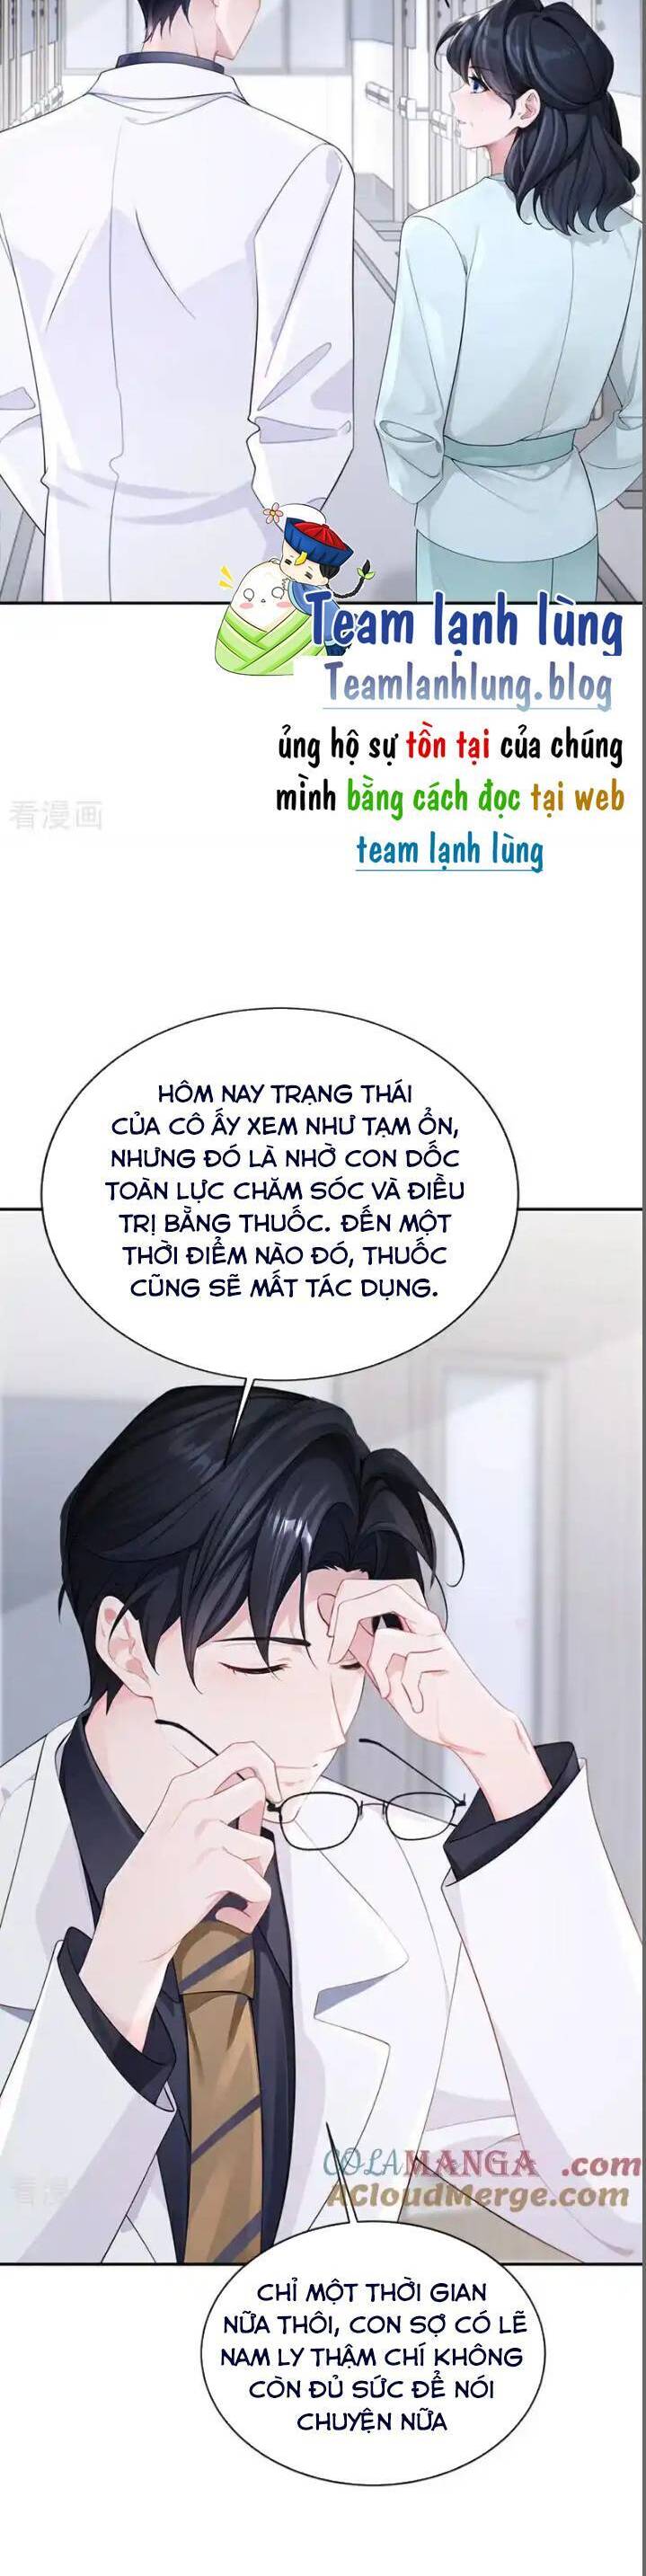 Team lạnh lùng
Teamlanhlung.blog
ủng hộ sự tồn tại của chúng
mình bằng cách đọc tại web
team lạnh lùng
看漫画
HÔM NAY TRẠNG THÁI
CỦA CÔ ẤY XEM NHƯ TẠM ỔN,
NHƯNG ĐÓ LÀ NHỜ CON DỐC
TOÀN LỰC CHĂM SÓC VÀ ĐIỀU
TRỊ BẰNG THUỐC. ĐẾN MỘT
THỜI ĐIỂM NÀO ĐÓ, THUỐC
CŨNG SẼ MẤT TÁC DỤNG.
COLAMANGA.com
AcloudMerge.com
看漫
CHỈ MỘT THỜI GIAN
NỮA THÔI, CON SỢ CÓ LẼ
NAM LY THẬM CHÍ KHÔNG
CÒN ĐỦ SỨC ĐỂ NÓI
CHUYỆN NỮA